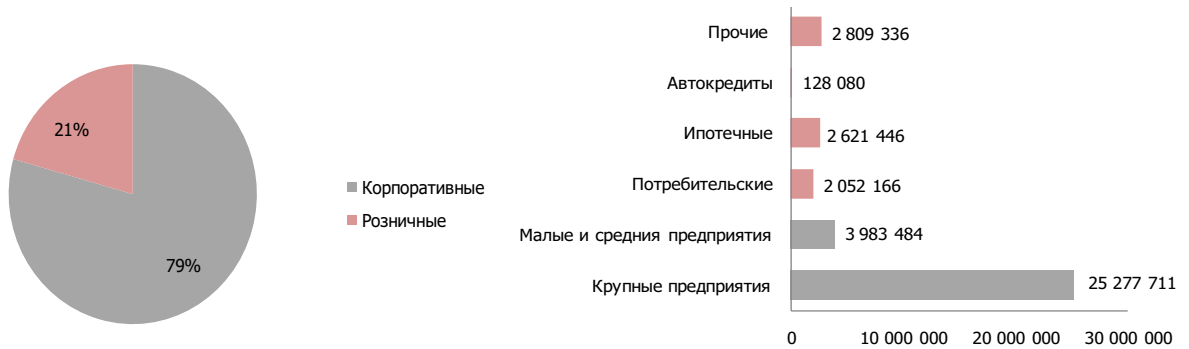 21%
79%
Корпоративные
Розничные
Прочие 2 809 336
Автокредиты 128 080
Ипотечные 2 621 446
Потребительские 2 052 166
Малые и средния предприятия 3 983 484
Крупные предприятия 25 277 711
0 10 000 000 20 000 000 30 000 000